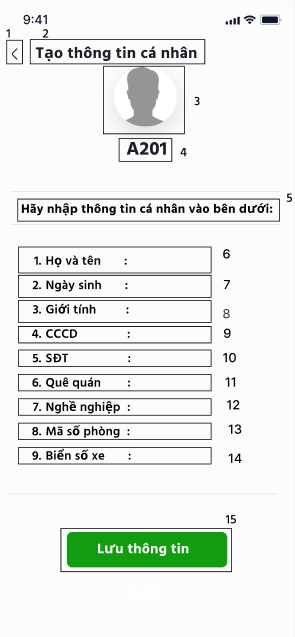 9:41
1
2
Tạo thông tin cá nhân
3
A201
4
5
Hãy nhập thông tin cá nhân vào bên dưới:
1. Họ và tên : 6
2. Ngày sinh : 7
3. Giới tính : 8
4. CCCD : 9
5. SĐT : 10
6. Quê quán : 11
7. Nghề nghiệp : 12
8. Mã số phòng : 13
9. Biển số xe : 14
15
Lưu thông tin